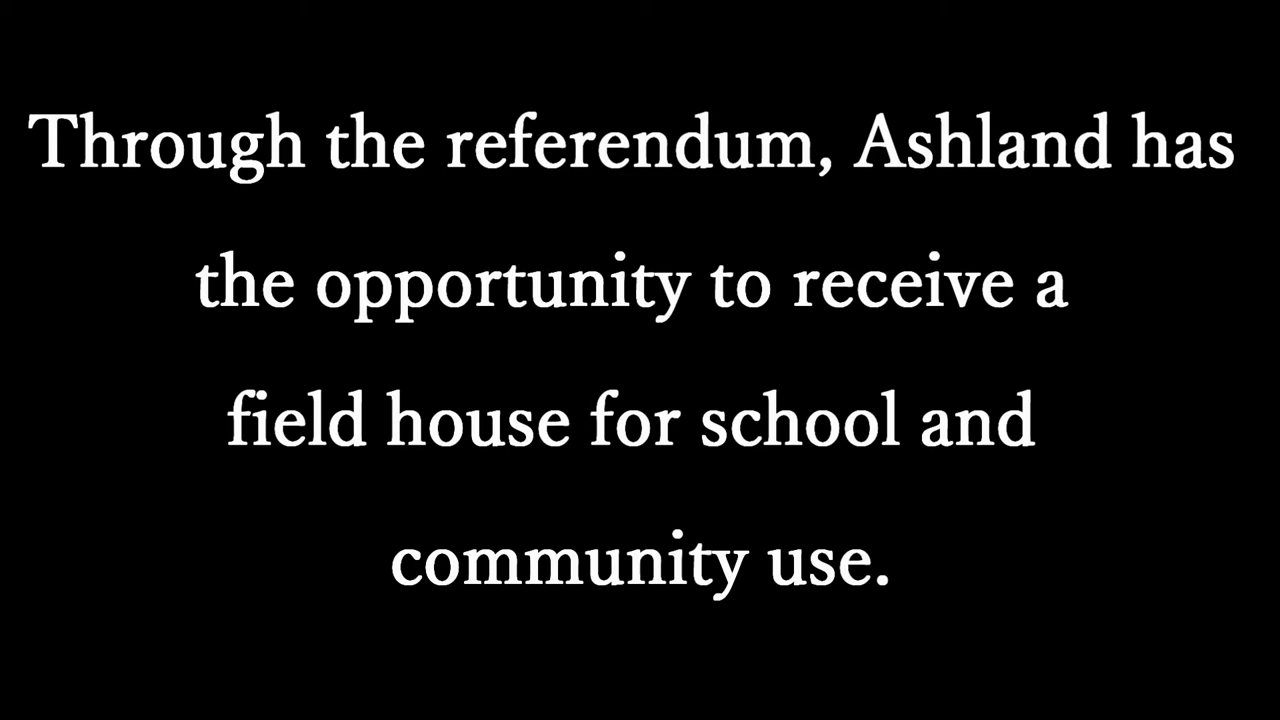 Through the referendum, Ashland has
the opportunity to receive a
field house for school and
community use.